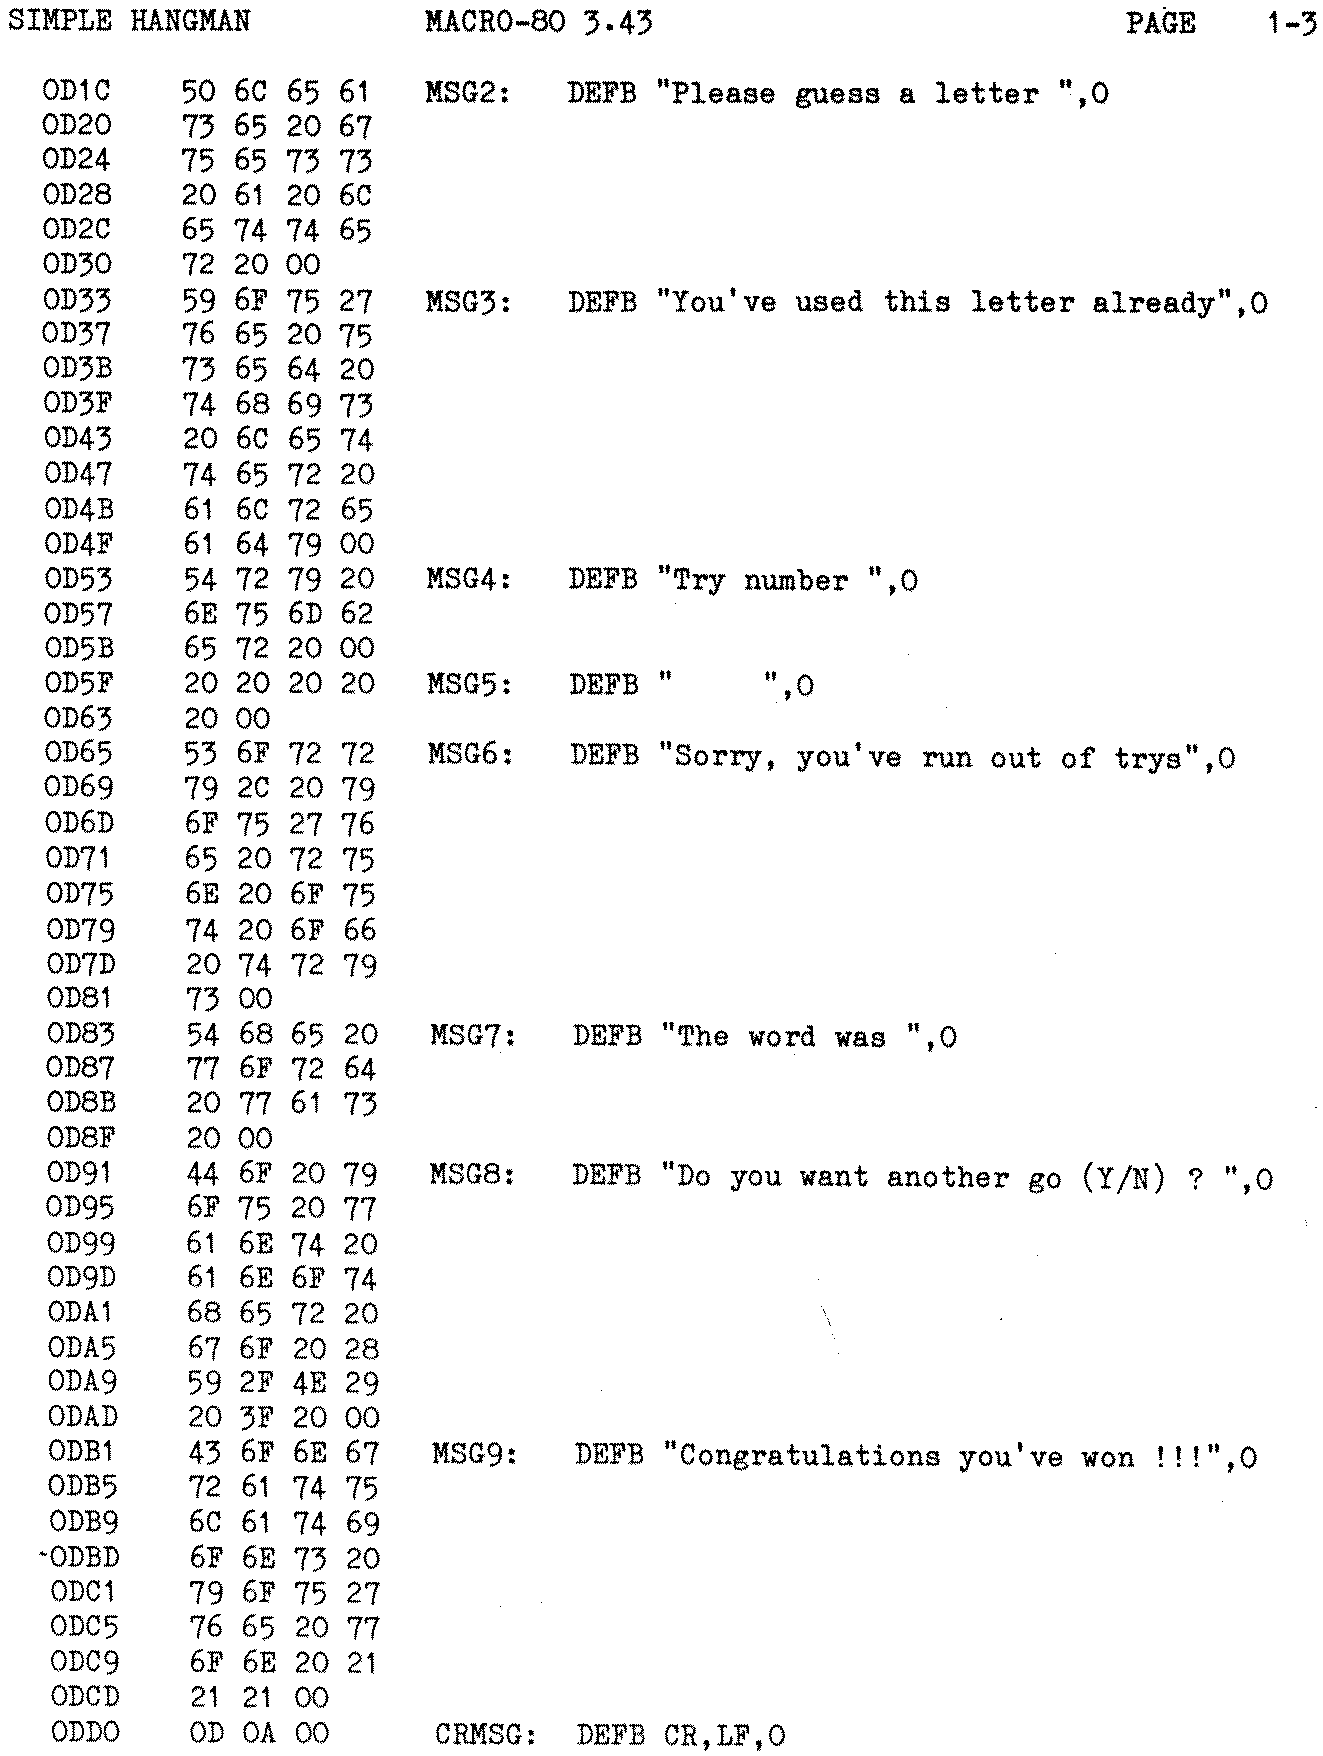 SIMPLE HANGMAN MACRO-80 3.43 PAGE 1-3
0D1C 50 6C 65 61 MSG2: DEFB "Please guess a letter ",0
0D20 73 65 20 67
0D24 75 65 73 73
0D28 20 61 20 6C
0D2C 65 74 74 65
0D30 72 20 00
0D33 59 6F 75 27 MSG3: DEFB "You've used this letter already",0
0D37 76 65 20 75
0D3B 73 65 64 20
0D3F 74 68 69 73
0D43 20 6C 65 74
0D47 74 65 72 20
0D4B 61 6C 72 65
0D4F 61 64 79 00
0D53 54 72 79 20 MSG4: DEFB "Try number ",0
0D57 6E 75 6D 62
0D5B 65 72 20 00
0D5F 20 20 20 20 MSG5: DEFB "     ",0
0D63 20 00
0D65 53 6F 72 72 MSG6: DEFB "Sorry, you've run out of trys",0
0D69 79 2C 20 79
0D6D 6F 75 27 76
0D71 65 20 72 75
0D75 6E 20 6F 75
0D79 74 20 6F 66
0D7D 20 74 72 79
0D81 73 00
0D83 54 68 65 20 MSG7: DEFB "The word was ",0
0D87 77 6F 72 64
0D8B 20 77 61 73
0D8F 20 00
0D91 44 6F 20 79 MSG8: DEFB "Do you want another go (Y/N) ? ",0
0D95 6F 75 20 77
0D99 61 6E 74 20
0D9D 61 6E 6F 74
0DA1 68 65 72 20
0DA5 67 6F 20 28
0DA9 59 2F 4E 29
0DAD 20 3F 20 00
0DB1 43 6F 6E 67 MSG9: DEFB "Congratulations you've won !!!",0
0DB5 72 61 74 75
0DB9 6C 61 74 69
0DBD 6F 6E 73 20
0DC1 79 6F 75 27
0DC5 76 65 20 77
0DC9 6F 6E 20 21
0DCD 21 21 00
0DD0 0D 0A 00 CRMSG: DEFB CR,LF,0